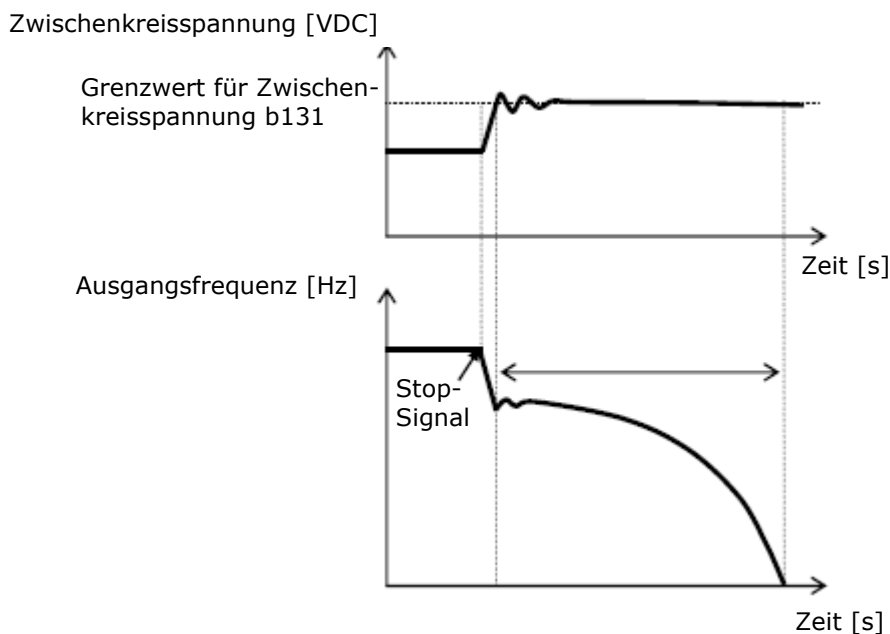 Zwischenkreisspannung [VDC]
Grenzwert für Zwischen-
kreisspannung b131
Zeit [s]
Ausgangsfrequenz [Hz]
Stop-
Signal
Zeit [s]